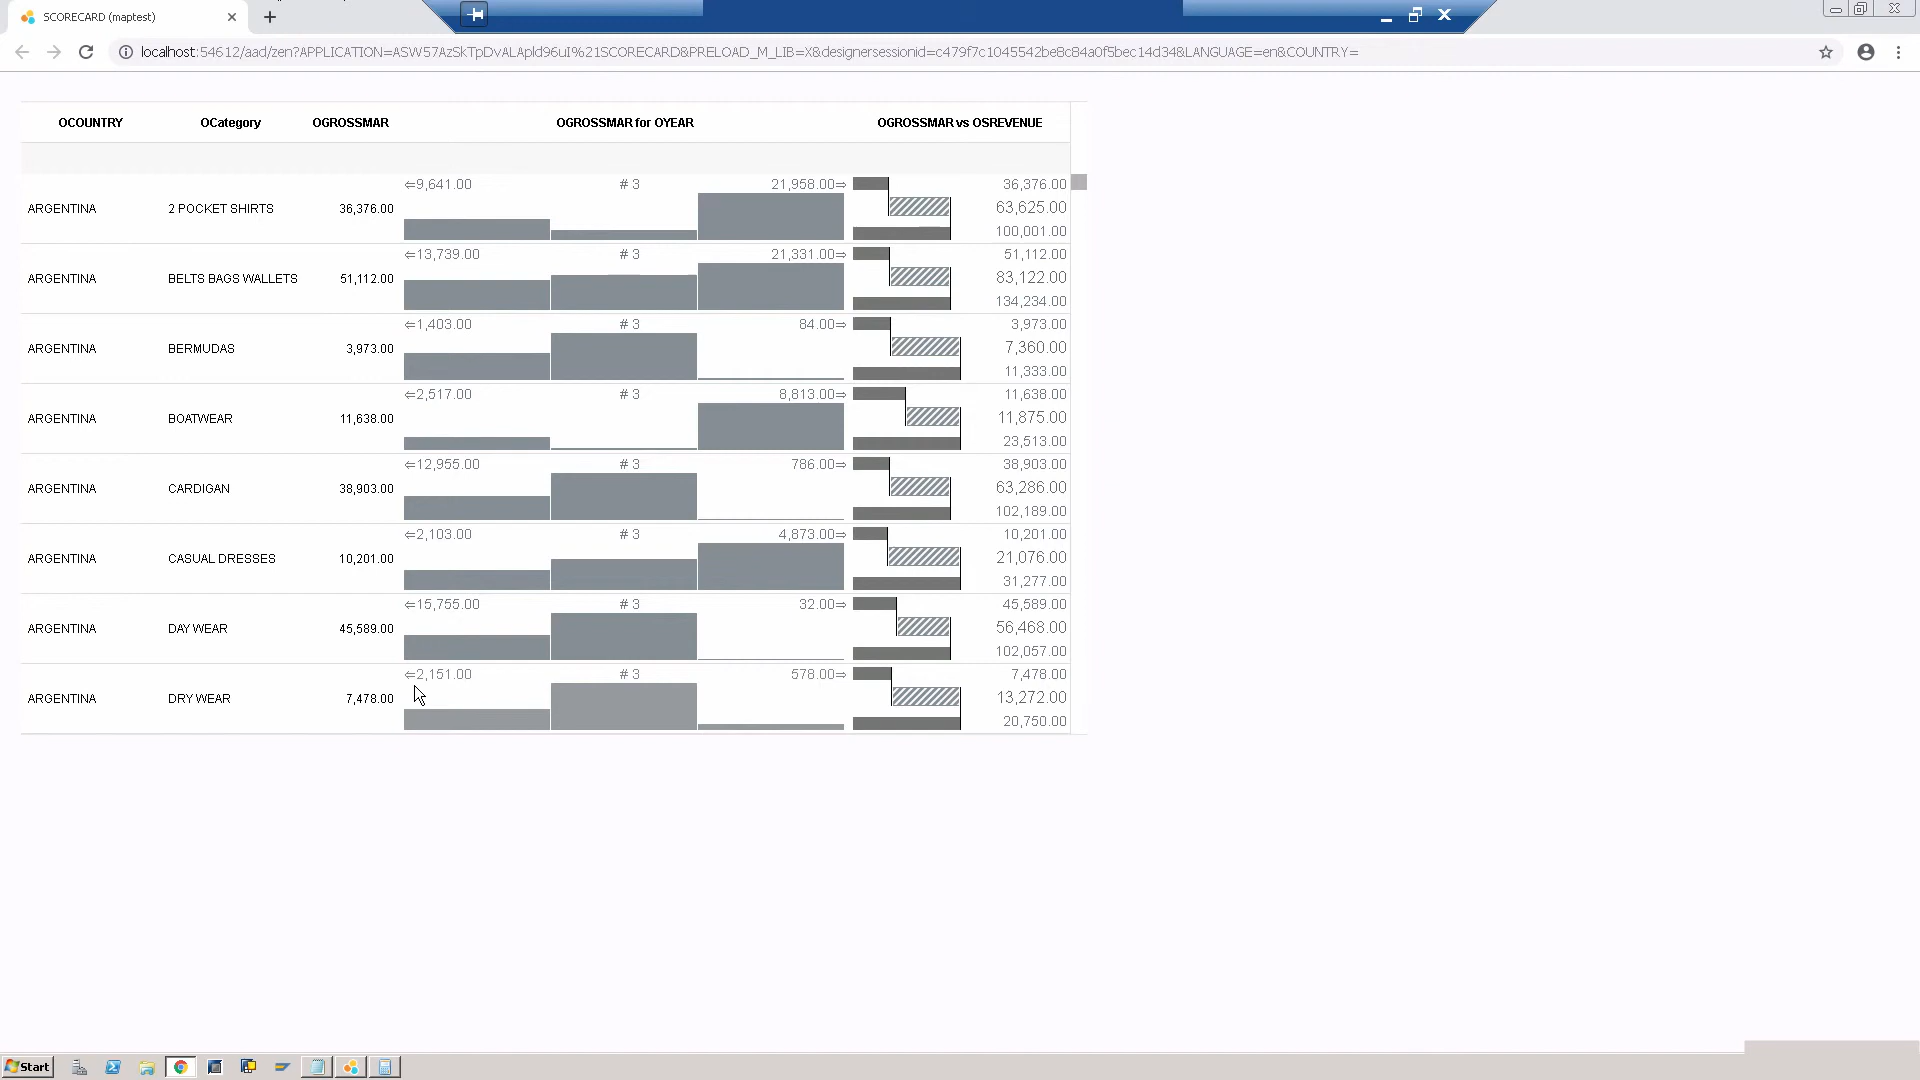 SCORECARD (maptest)
localhost:54612/aad/zen?APPLICATION=ASW57AzSkTpDvALApld96uI%21SCORECARD&PRELOAD_M_LIB=X&designersessionid=c479f7c1045542be8c84a0f5bec14d34&LANGUAGE=en&COUNTRY=
OCOUNTRY OCategory OGROSSMAR OGROSSMAR for OYEAR OGROSSMAR vs OSREVENUE
⇐9,641.00 # 3 21,958.00⇒ 36,376.00
ARGENTINA 2 POCKET SHIRTS 36,376.00 63,625.00
100,001.00
⇐13,739.00 # 3 21,331.00⇒ 51,112.00
ARGENTINA BELTS BAGS WALLETS 51,112.00 83,122.00
134,234.00
⇐1,403.00 # 3 84.00⇒ 3,973.00
ARGENTINA BERMUDAS 3,973.00 7,360.00
11,333.00
⇐2,517.00 # 3 8,813.00⇒ 11,638.00
ARGENTINA BOATWEAR 11,638.00 11,875.00
23,513.00
⇐12,955.00 # 3 786.00⇒ 38,903.00
ARGENTINA CARDIGAN 38,903.00 63,286.00
102,189.00
⇐2,103.00 # 3 4,873.00⇒ 10,201.00
ARGENTINA CASUAL DRESSES 10,201.00 21,076.00
31,277.00
⇐15,755.00 # 3 32.00⇒ 45,589.00
ARGENTINA DAY WEAR 45,589.00 56,468.00
102,057.00
⇐2,151.00 # 3 578.00⇒ 7,478.00
ARGENTINA DRY WEAR 7,478.00 13,272.00
20,750.00
Start